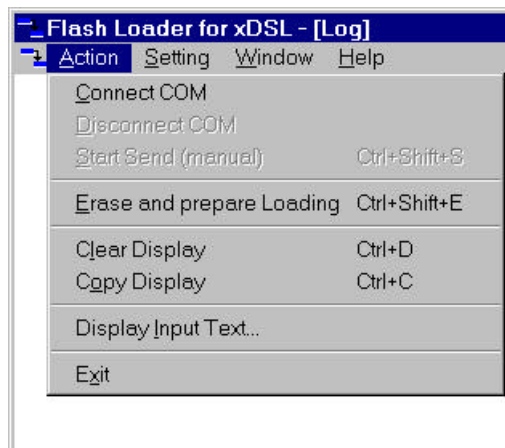 Flash Loader for xDSL - [Log]
Action Setting Window Help
Connect COM
Disconnect COM
Start Send (manual) Ctrl+Shift+S
Erase and prepare Loading Ctrl+Shift+E
Clear Display Ctrl+D
Copy Display Ctrl+C
Display Input Text...
Exit